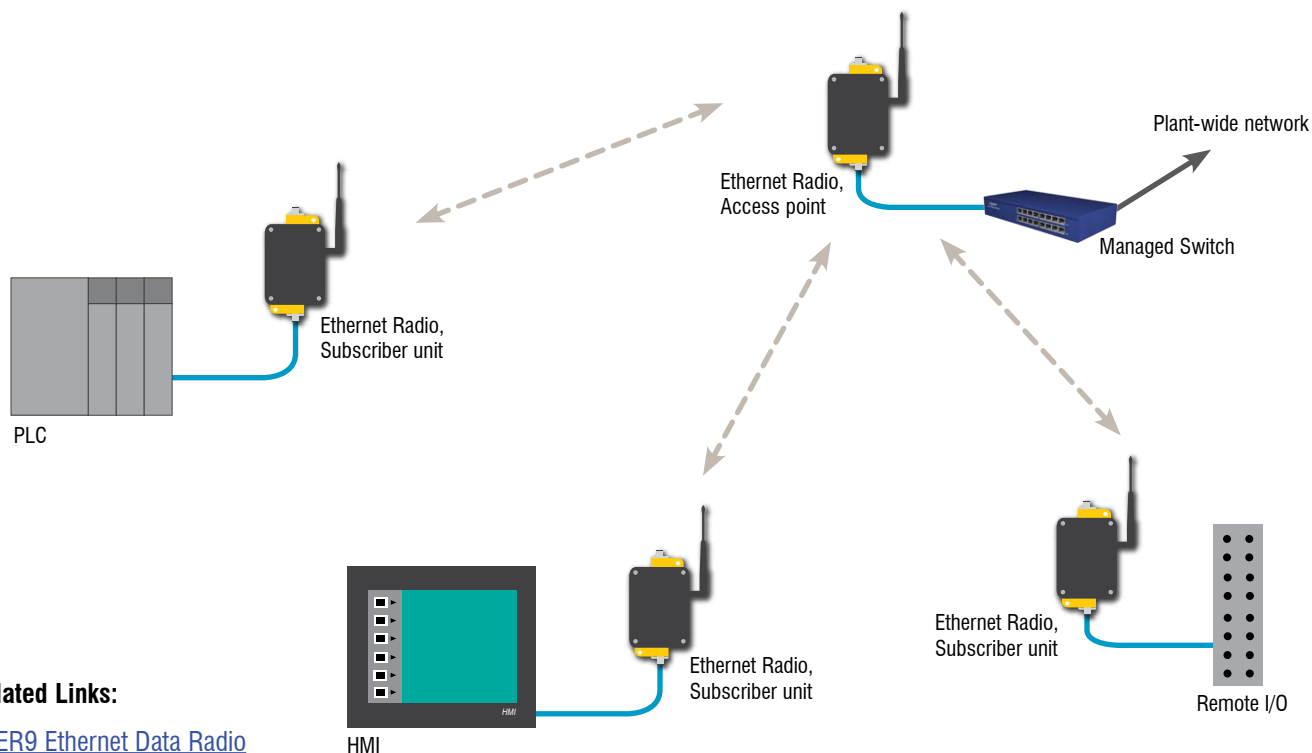 Plant-wide network
Ethernet Radio,
Access point
Managed Switch
Ethernet Radio,
Subscriber unit
PLC
Ethernet Radio,
Subscriber unit
Ethernet Radio,
Subscriber unit
Remote I/O
HMI
HMI
lated Links:
ER9 Ethernet Data Radio